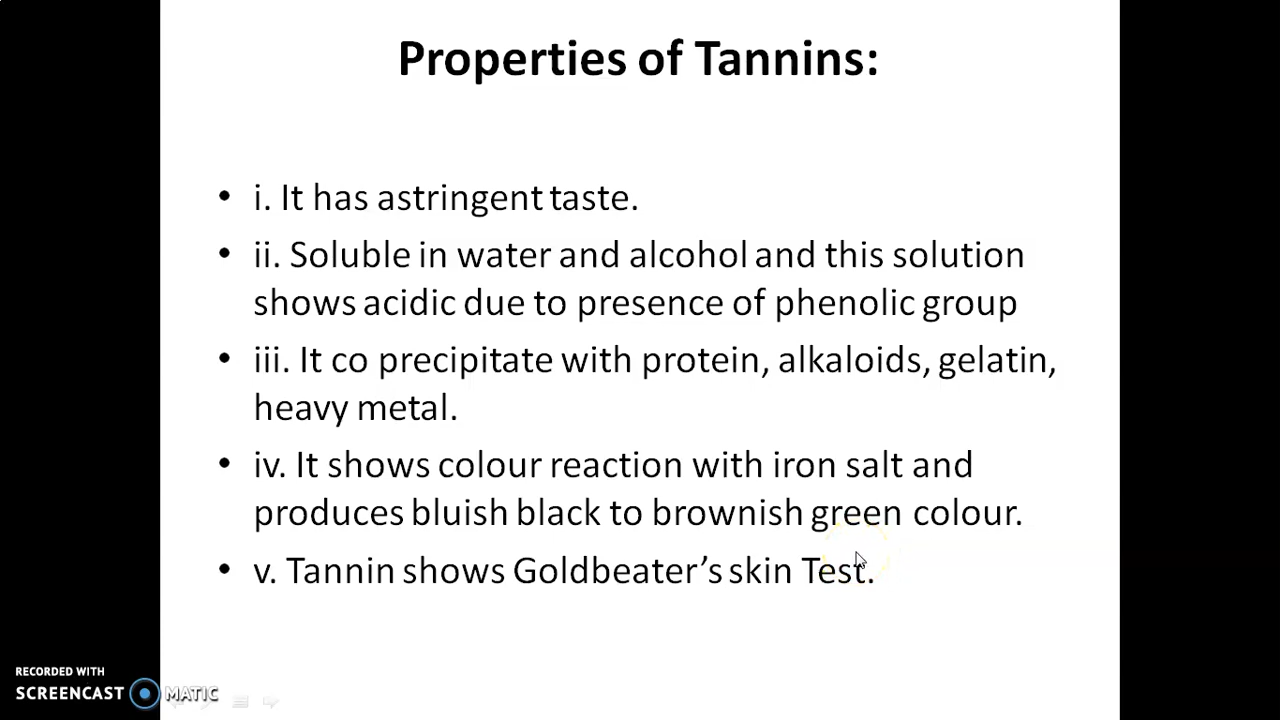 Properties of Tannins:
• i. It has astringent taste.
• ii. Soluble in water and alcohol and this solution
shows acidic due to presence of phenolic group
• iii. It co precipitate with protein, alkaloids, gelatin,
heavy metal.
• iv. It shows colour reaction with iron salt and
produces bluish black to brownish green colour.
• v. Tannin shows Goldbeater’s skin Test.
RECORDED WITH
SCREENCAST MATIC